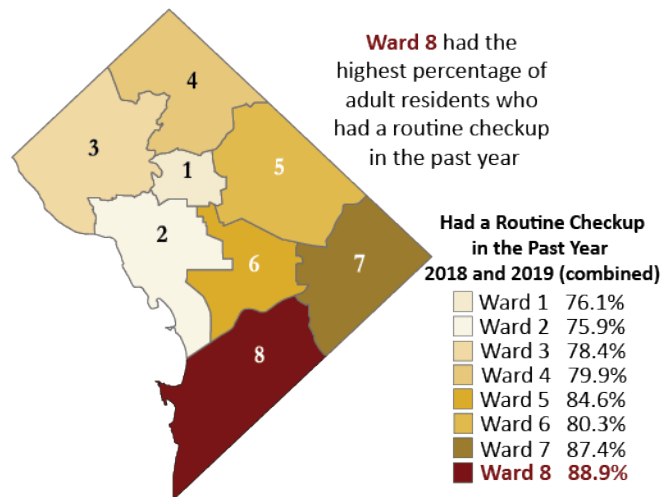 Ward 8 had the
highest percentage of
adult residents who
had a routine checkup
in the past year
4
3
1
5
2
6
7
8
Had a Routine Checkup
in the Past Year
2018 and 2019 (combined)
Ward 1 76.1%
Ward 2 75.9%
Ward 3 78.4%
Ward 4 79.9%
Ward 5 84.6%
Ward 6 80.3%
Ward 7 87.4%
Ward 8 88.9%